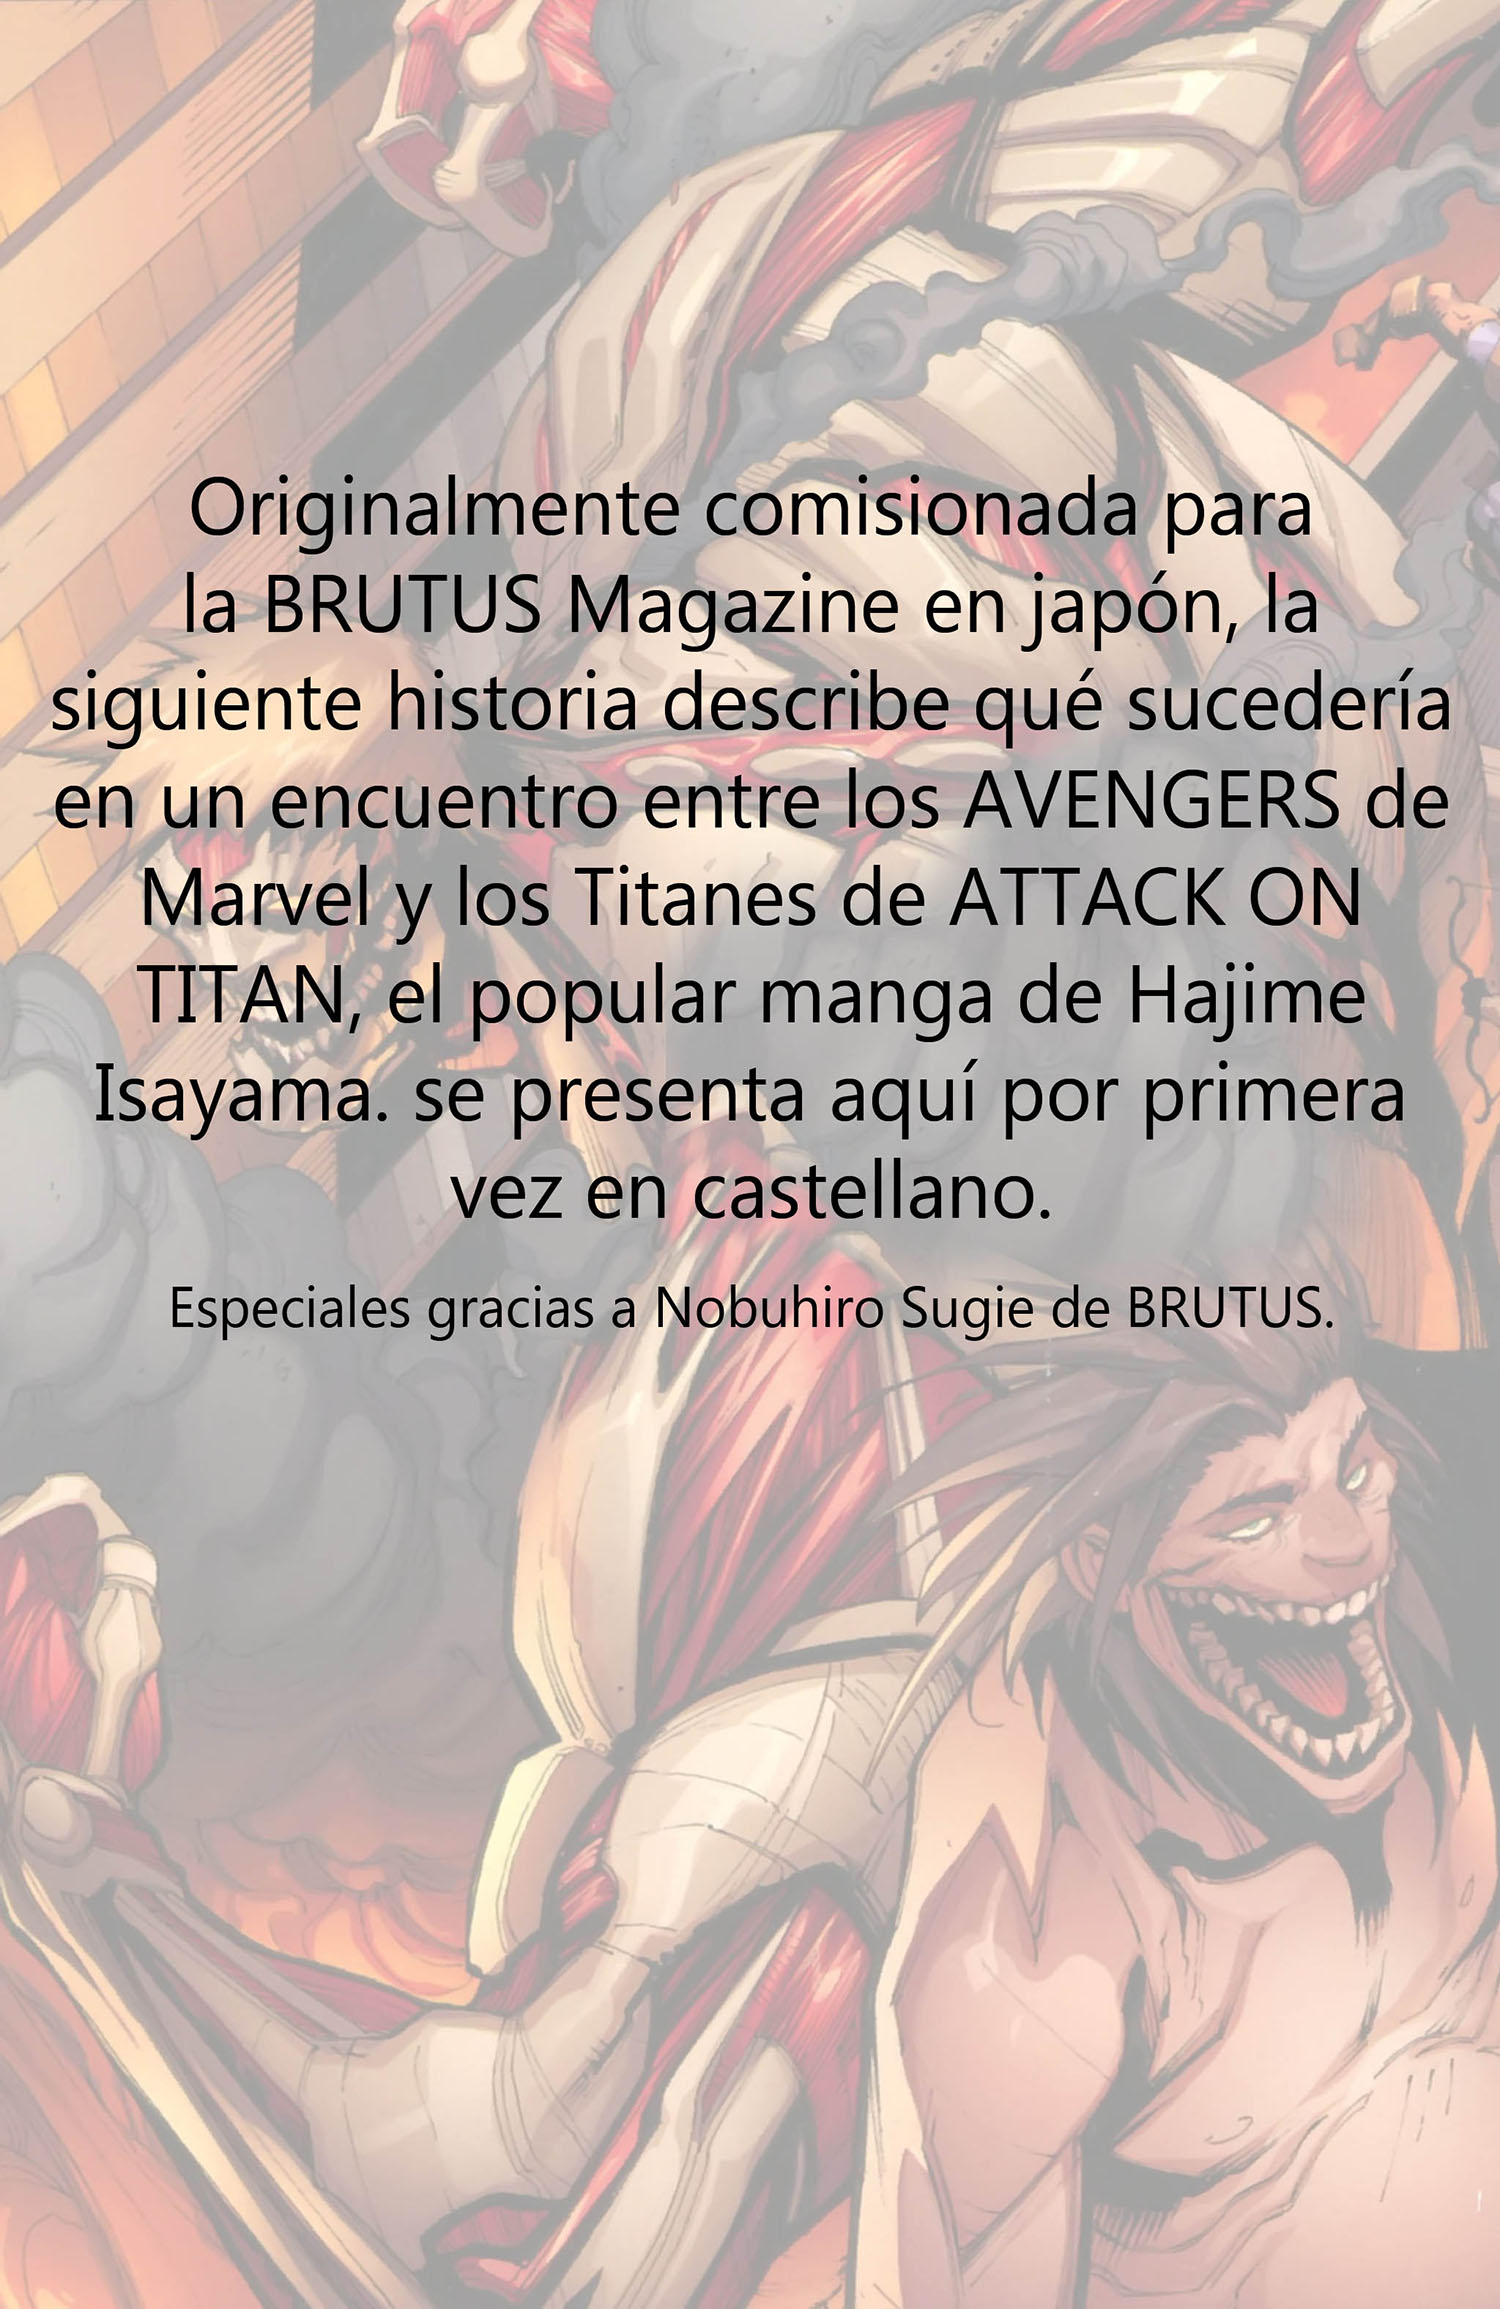 Originalmente comisionada para
la BRUTUS Magazine en japón, la
siguiente historia describe qué sucedería
en un encuentro entre los AVENGERS de
Marvel y los Titanes de ATTACK ON
TITAN, el popular manga de Hajime
Isayama. se presenta aquí por primera
vez en castellano.
Especiales gracias a Nobuhiro Sugie de BRUTUS.